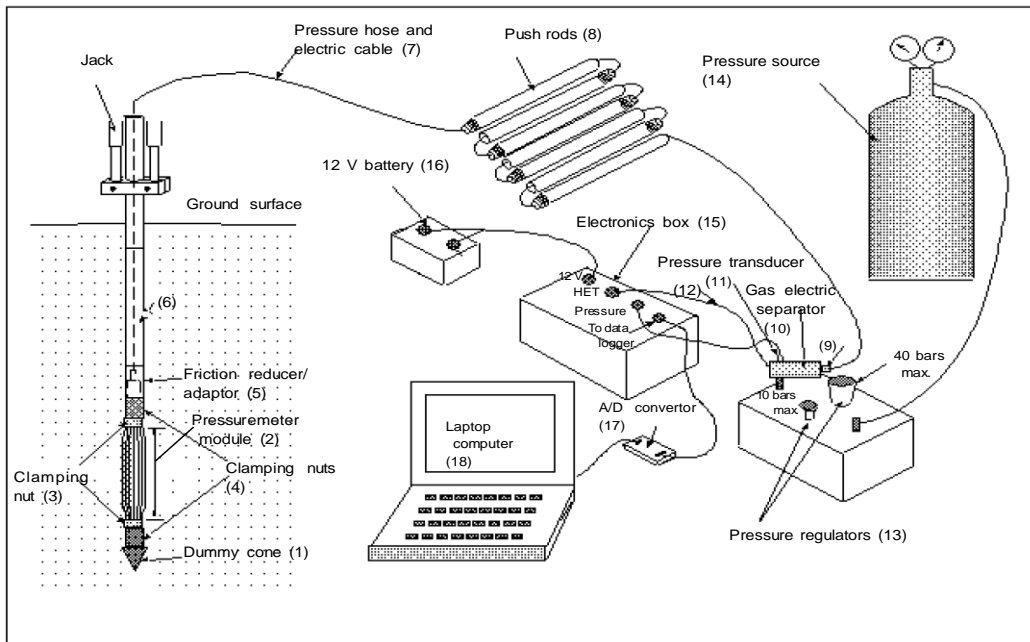 Pressure hose and
electric cable (7)
Push rods (8)
Jack
Pressure source
(14)
12 V battery (16)
Ground surface
Electronics box (15)
Pressure transducer
(11)
(12)
Gas electric
separator
(10)
(9)
12 V
HET
Pressure
To data
logger
(6)
40 bars
max.
10 bars
max.
Friction reducer/
adaptor (5)
Pressuremeter
module (2)
A/D convertor
(17)
Laptop
computer
(18)
Clamping
nut (3)
Clamping nuts
(4)
Pressure regulators (13)
Dummy cone (1)